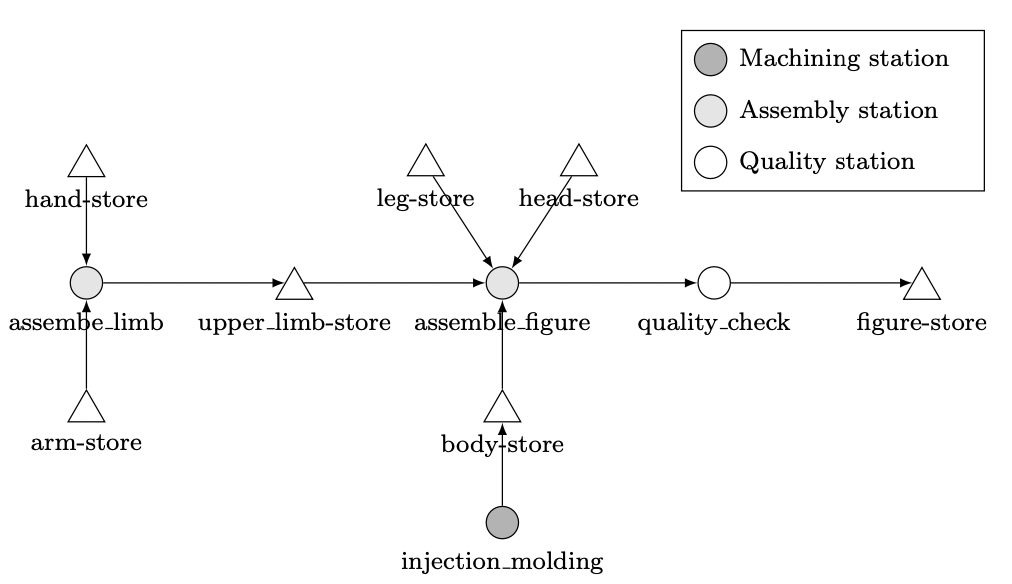 Machining station
Assembly station
Quality station
hand-store
leg-store
head-store
assembe_limb
upper_limb-store
assemble_figure
quality_check
figure-store
arm-store
body-store
injection_molding